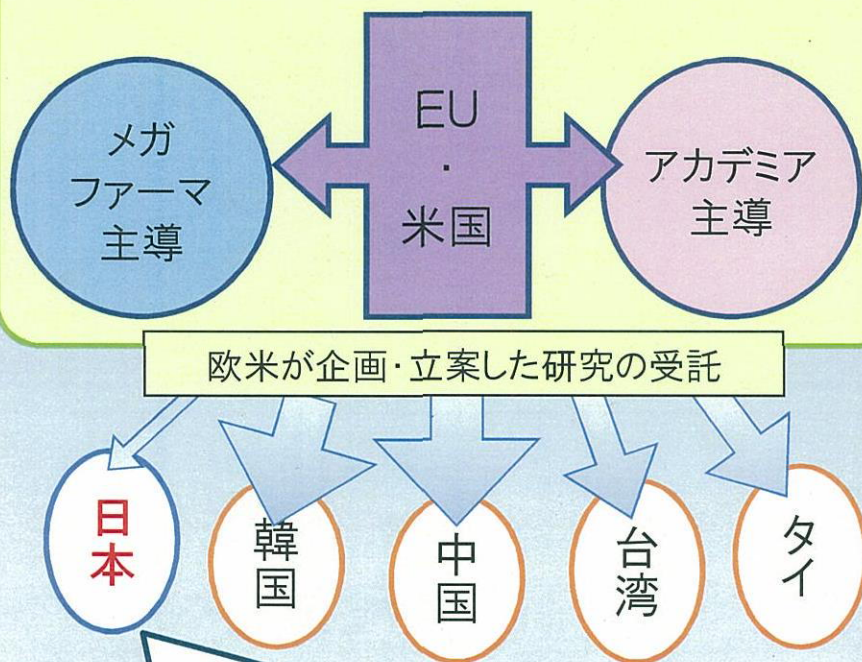 メガ
ファーマ
主導
EU
・
米国
アカデミア
主導
欧米が企画・立案した研究の受託
日本
韓国
中国
台湾
タイ